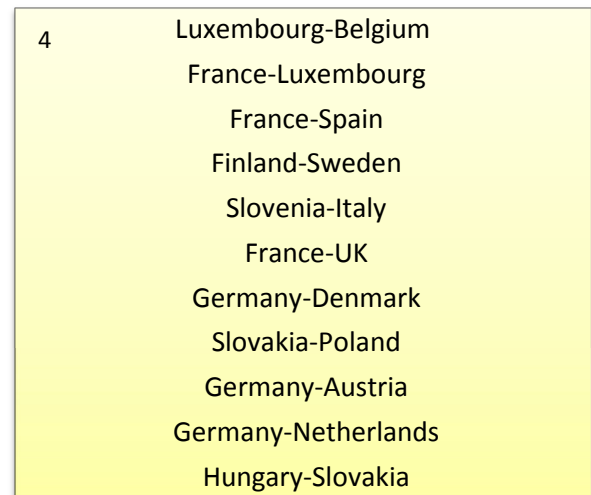 4
Luxembourg-Belgium
France-Luxembourg
France-Spain
Finland-Sweden
Slovenia-Italy
France-UK
Germany-Denmark
Slovakia-Poland
Germany-Austria
Germany-Netherlands
Hungary-Slovakia